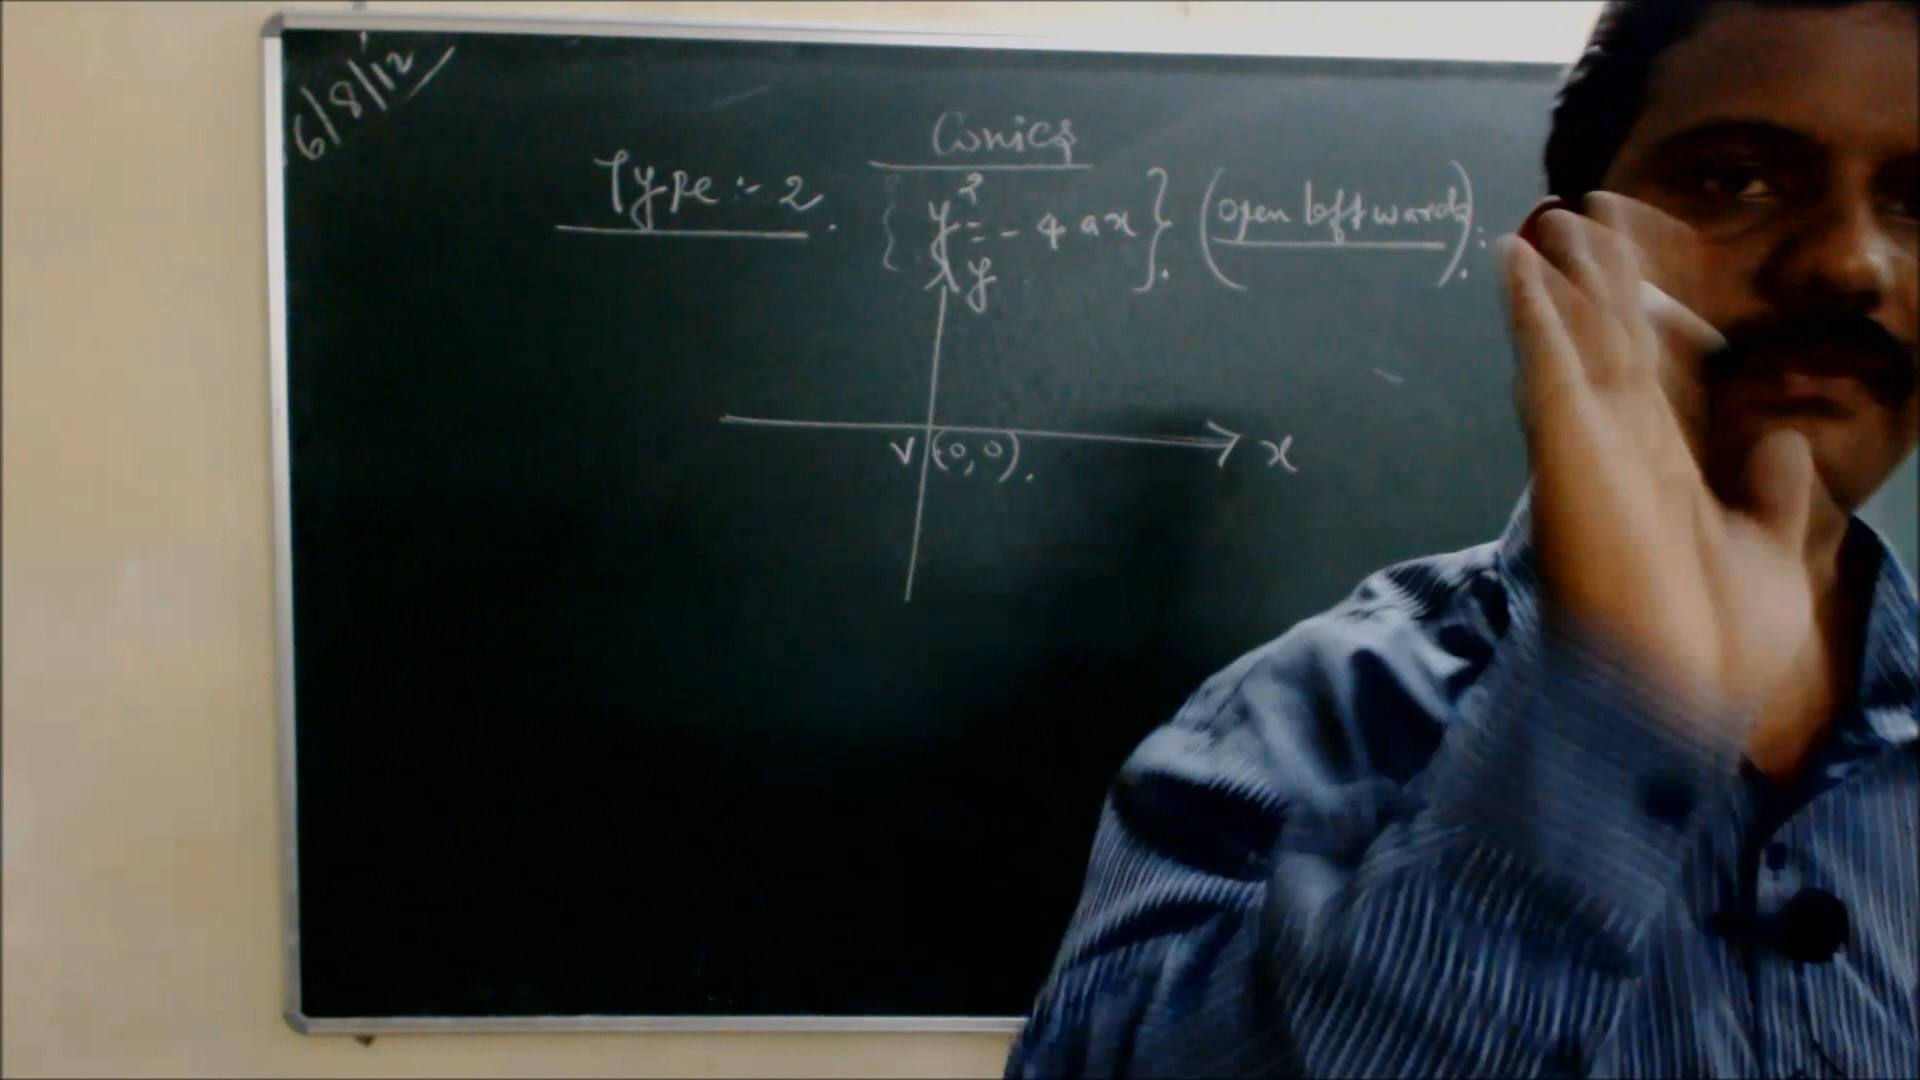 6/8/12
Conics
Type :- 2. { y² = -4ax }. (open leftwards).
y
x
V (0,0).